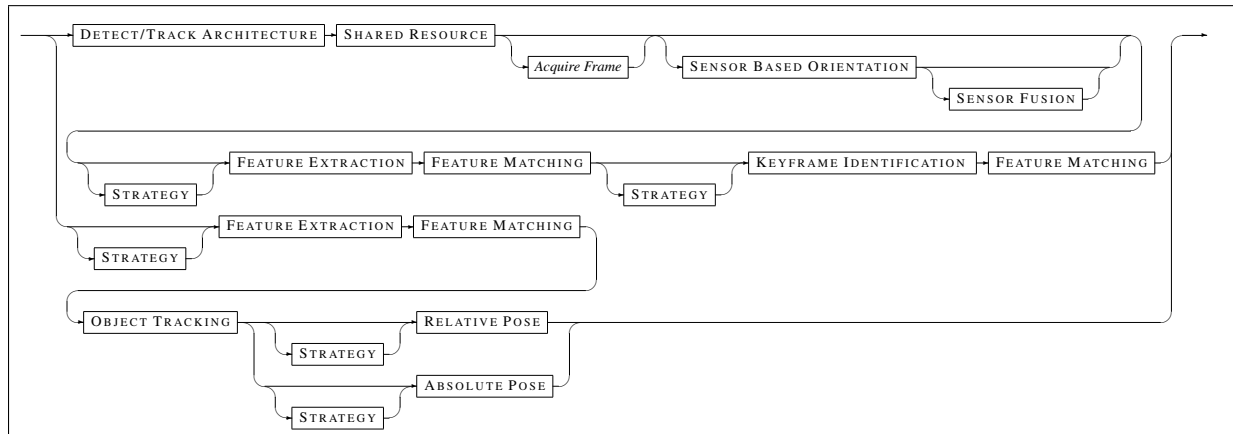 DETECT/TRACK ARCHITECTURE SHARED RESOURCE
Acquire Frame SENSOR BASED ORIENTATION
SENSOR FUSION
FEATURE EXTRACTION FEATURE MATCHING KEYFRAME IDENTIFICATION FEATURE MATCHING
STRATEGY STRATEGY
FEATURE EXTRACTION FEATURE MATCHING
STRATEGY
OBJECT TRACKING RELATIVE POSE
STRATEGY
ABSOLUTE POSE
STRATEGY